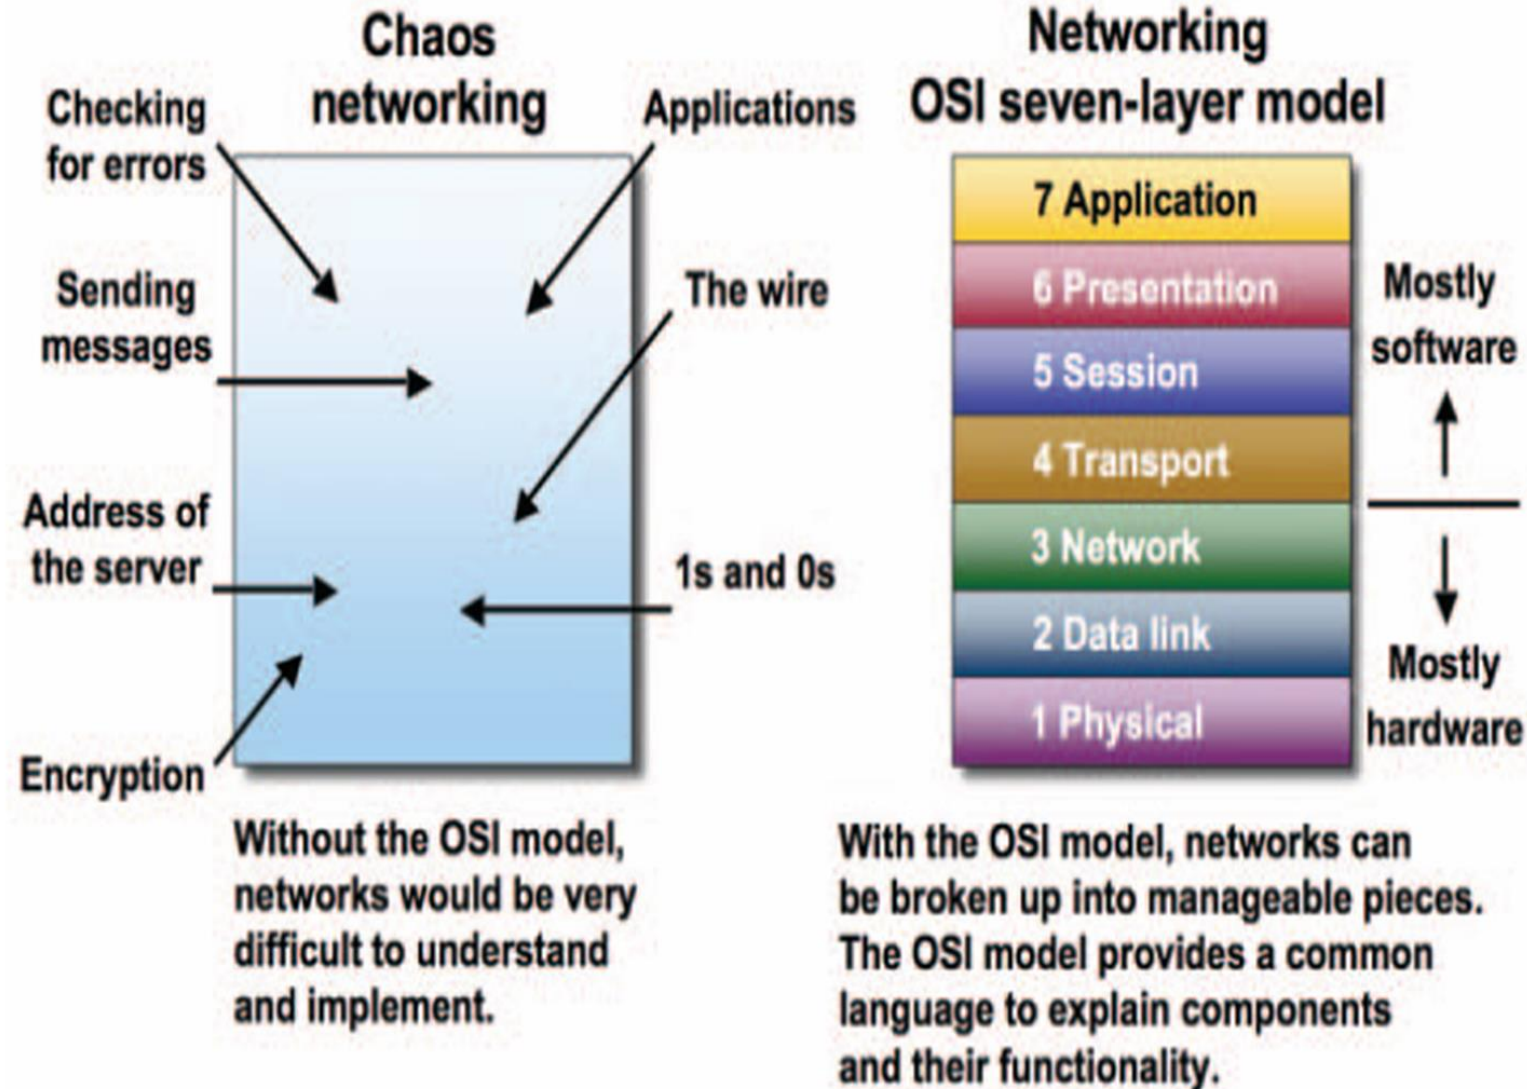 Chaos
networking
Checking
for errors
Applications
Sending
messages
The wire
Address of
the server
1s and 0s
Encryption
Without the OSI model,
networks would be very
difficult to understand
and implement.
Networking
OSI seven-layer model
7 Application
6 Presentation
5 Session
4 Transport
3 Network
2 Data link
1 Physical
Mostly
software
Mostly
hardware
With the OSI model, networks can
be broken up into manageable pieces.
The OSI model provides a common
language to explain components
and their functionality.